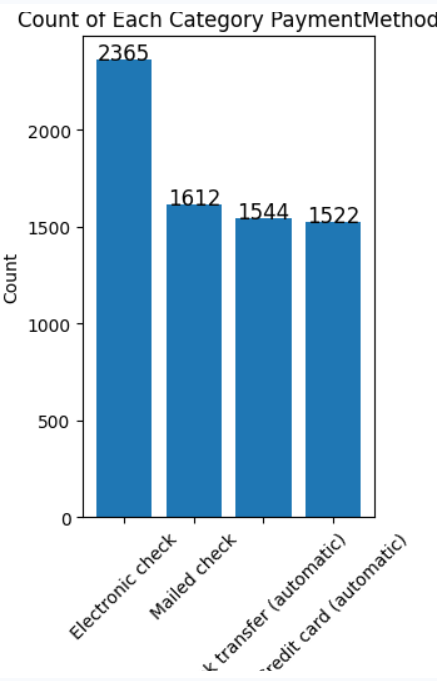 Count of Each Category PaymentMethod
2365
1612
1544
1522
2000
1500
1000
500
0
Count
Electronic check
Mailed check
k transfer (automatic)
redit card (automatic)